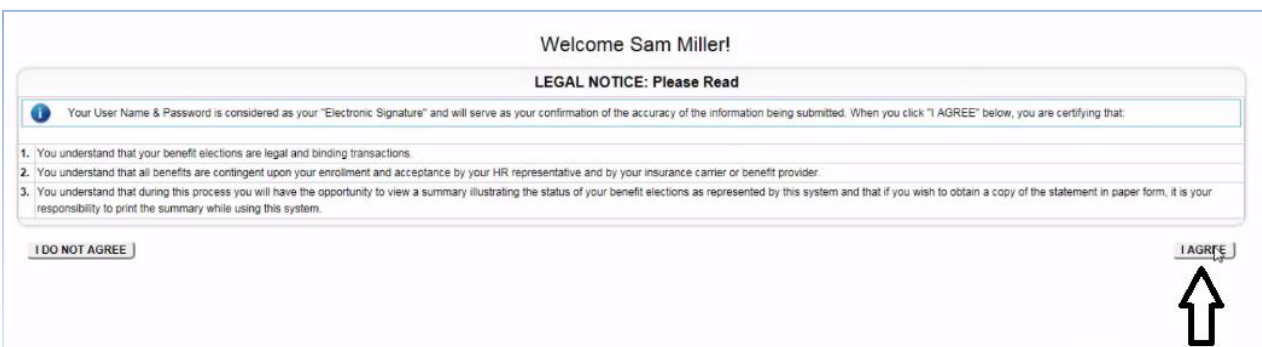 Welcome Sam Miller!
LEGAL NOTICE: Please Read
Your User Name & Password is considered as your "Electronic Signature" and will serve as your confirmation of the accuracy of the information being submitted. When you click "I AGREE" below, you are certifying that:
1. You understand that your benefit elections are legal and binding transactions.
2. You understand that all benefits are contingent upon your enrollment and acceptance by your HR representative and by your insurance carrier or benefit provider.
3. You understand that during this process you will have the opportunity to view a summary illustrating the status of your benefit elections as represented by this system and that if you wish to obtain a copy of the statement in paper form, it is your
responsibility to print the summary while using this system.
I DO NOT AGREE
I AGREE